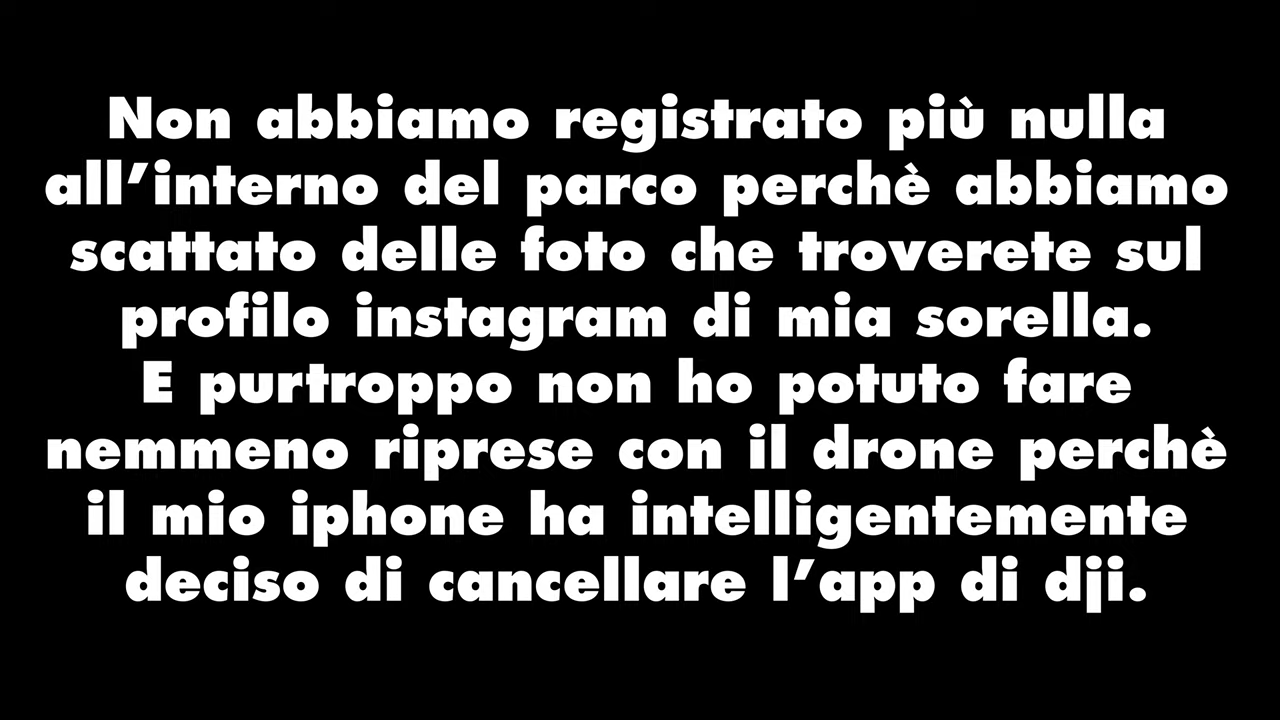 Non abbiamo registrato più nulla
all’interno del parco perchè abbiamo
scattato delle foto che troverete sul
profilo instagram di mia sorella.
E purtroppo non ho potuto fare
nemmeno riprese con il drone perchè
il mio iphone ha intelligentemente
deciso di cancellare l’app di dji.